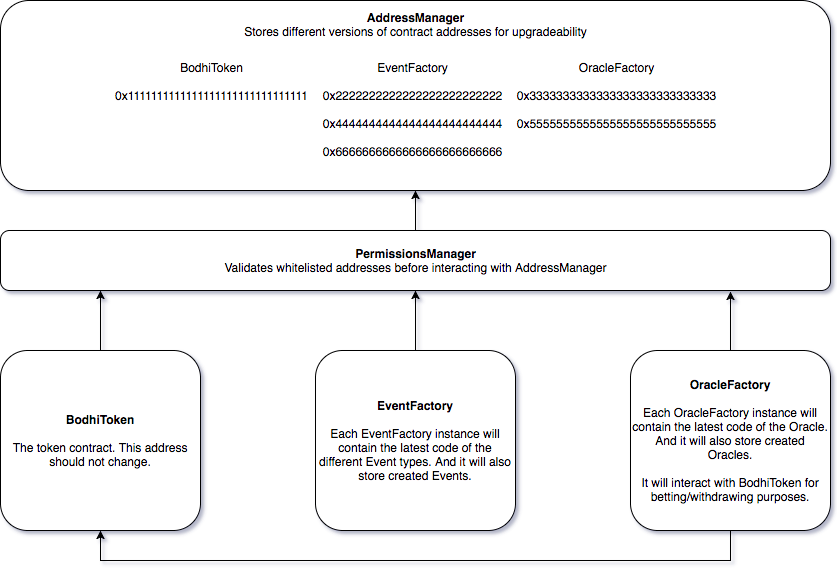 AddressManager
Stores different versions of contract addresses for upgradeability
BodhiToken EventFactory OracleFactory
0x111111111111111111111111111 0x2222222222222222222222222 0x3333333333333333333333333333
0x4444444444444444444444444 0x5555555555555555555555555555
0x6666666666666666666666666
PermissionsManager
Validates whitelisted addresses before interacting with AddressManager
BodhiToken
The token contract. This address
should not change.
EventFactory
Each EventFactory instance will
contain the latest code of the
different Event types. And it will also
store created Events.
OracleFactory
Each OracleFactory instance will
contain the latest code of the Oracle.
And it will also store created
Oracles.
It will interact with BodhiToken for
betting/withdrawing purposes.